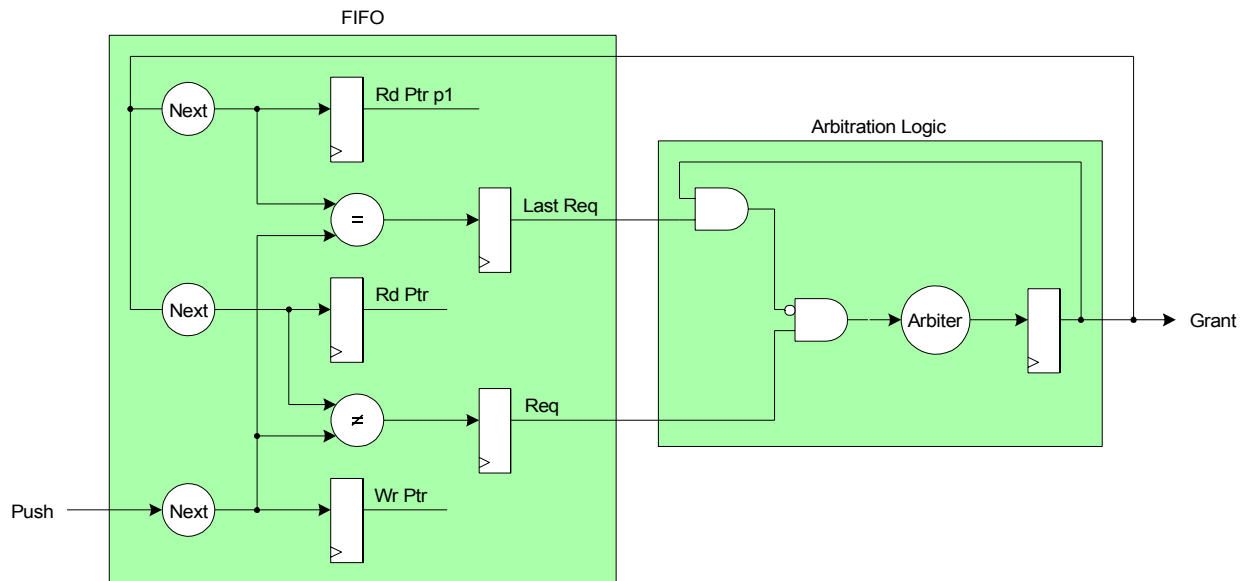 FIFO
Next
Rd Ptr p1
Arbitration Logic
=
Last Req
Next
Rd Ptr
Arbiter
Grant
≠
Req
Push
Next
Wr Ptr